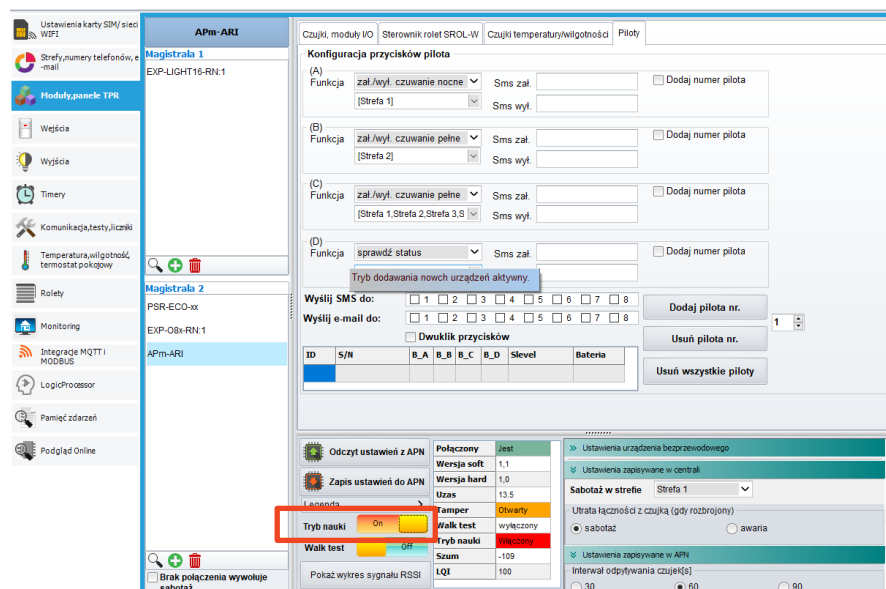 Ustawienia karty SIM/ sieci
WIFI
Strefy,numery telefonów, e
-mail
Moduły,panele TPR
Wejścia
Wyjścia
Timery
Komunikacja,testy,liczniki
Temperatura,wilgotność,
termostat pokojowy
Rolety
Monitoring
Integracje MQTT i
MODBUS
LogicProcessor
Pamięć zdarzeń
Podgląd Online
APm-ARI
Magistrala 1
EXP-LIGHT16-RN:1
Magistrala 2
PSR-ECO-xx
EXP-O8x-RN:1
APm-ARI
Brak połączenia wywołuje
sabotaż
Czujki, moduły I/O
Sterownik rolet SROL-W
Czujki temperatury/wilgotności
Piloty
Konfiguracja przycisków pilota
(A)
Funkcja
zał./wył. czuwanie nocne
Sms zał.
Dodaj numer pilota
[Strefa 1]
Sms wył.
(B)
Funkcja
zał./wył. czuwanie pełne
Sms zał.
Dodaj numer pilota
[Strefa 2]
Sms wył.
(C)
Funkcja
zał./wył. czuwanie pełne
Sms zał.
Dodaj numer pilota
[Strefa 1,Strefa 2,Strefa 3,S
Sms wył.
(D)
Funkcja
sprawdź status
Sms zał.
Dodaj numer pilota
Tryb dodawania nowch urządzeń aktywny.
Wyślij SMS do:
1 2 3 4 5 6 7 8
Wyślij e-mail do:
1 2 3 4 5 6 7 8
Dwuklik przycisków
Dodaj pilota nr.
Usuń pilota nr.
1
Usuń wszystkie piloty
ID S/N B_A B_B B_C B_D Slevel Bateria
Odczyt ustawień z APN
Zapis ustawień do APN
Legenda
Tryb nauki On
Walk test Off
Pokaż wykres sygnału RSSI
Połączony Jest
Wersja soft 1,1
Wersja hard 1,0
Uzas 13.5
Tamper Otwarty
Walk test wyłączony
Tryb nauki Włączony
Szum -109
LQI 100
Ustawienia urządzenia bezprzewodowego
Ustawienia zapisywane w centrali
Sabotaż w strefie Strefa 1
Utrata łączności z czujką (gdy rozbrojony)
sabotaż awaria
Ustawienia zapisywane w APN
Interwał odpytywania czujek[s]
30 60 90